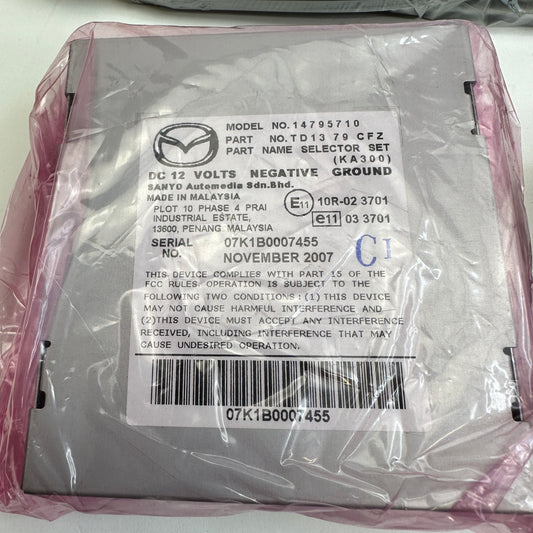 MODEL NO.14795710
PART NO.TD13 79 CFZ
PART NAME SELECTOR SET
(KA300)
DC 12 VOLTS NEGATIVE GROUND
SANYO Automedia Sdn.Bhd.
MADE IN MALAYSIA
PLOT 10 PHASE 4 PRAI
INDUSTRIAL ESTATE,
13600, PENANG MALAYSIA
E11 10R-02 3701
e11 03 3701
SERIAL NO. 07K1B0007455
NOVEMBER 2007
C1
THIS DEVICE COMPLIES WITH PART 15 OF THE
FCC RULES. OPERATION IS SUBJECT TO THE
FOLLOWING TWO CONDITIONS:(1) THIS DEVICE
MAY NOT CAUSE HARMFUL INTERFERENCE AND
(2)THIS DEVICE MUST ACCEPT ANY INTERFERENCE
RECEIVED, INCLUDING INTERFERENCE THAT MAY
CAUSE UNDESIRED OPERATION.
07K1B0007455